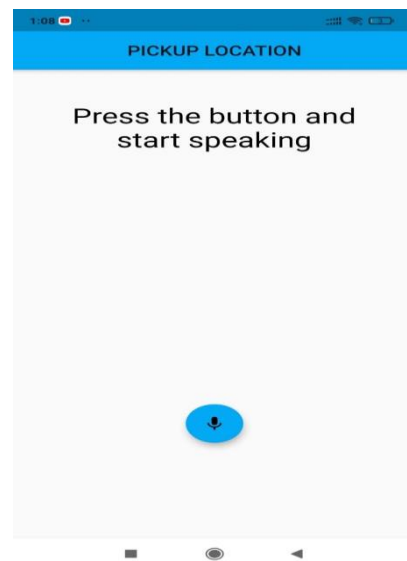 1:08
PICKUP LOCATION
Press the button and
start speaking